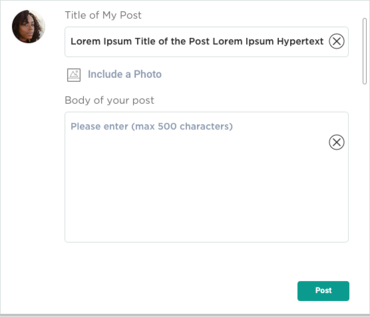 Title of My Post
Lorem Ipsum Title of the Post Lorem Ipsum Hypertext
Include a Photo
Body of your post
Please enter (max 500 characters)
Post